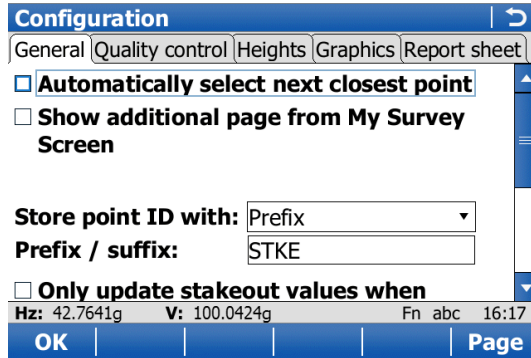 Configuration
General Quality control Heights Graphics Report sheet
Automatically select next closest point
Show additional page from My Survey
Screen
Store point ID with: Prefix
Prefix / suffix: STKE
Only update stakeout values when
Hz: 42.7641g V: 100.0424g Fn abc 16:17
OK Page